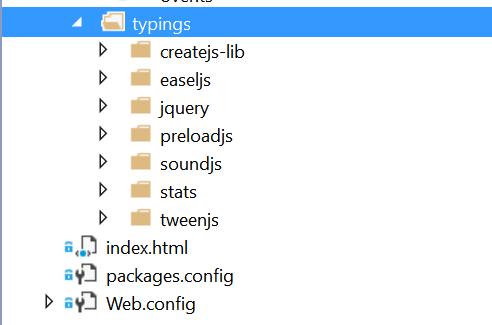 typings
createjs-lib
easeljs
jquery
preloadjs
soundjs
stats
tweenjs
index.html
packages.config
Web.config